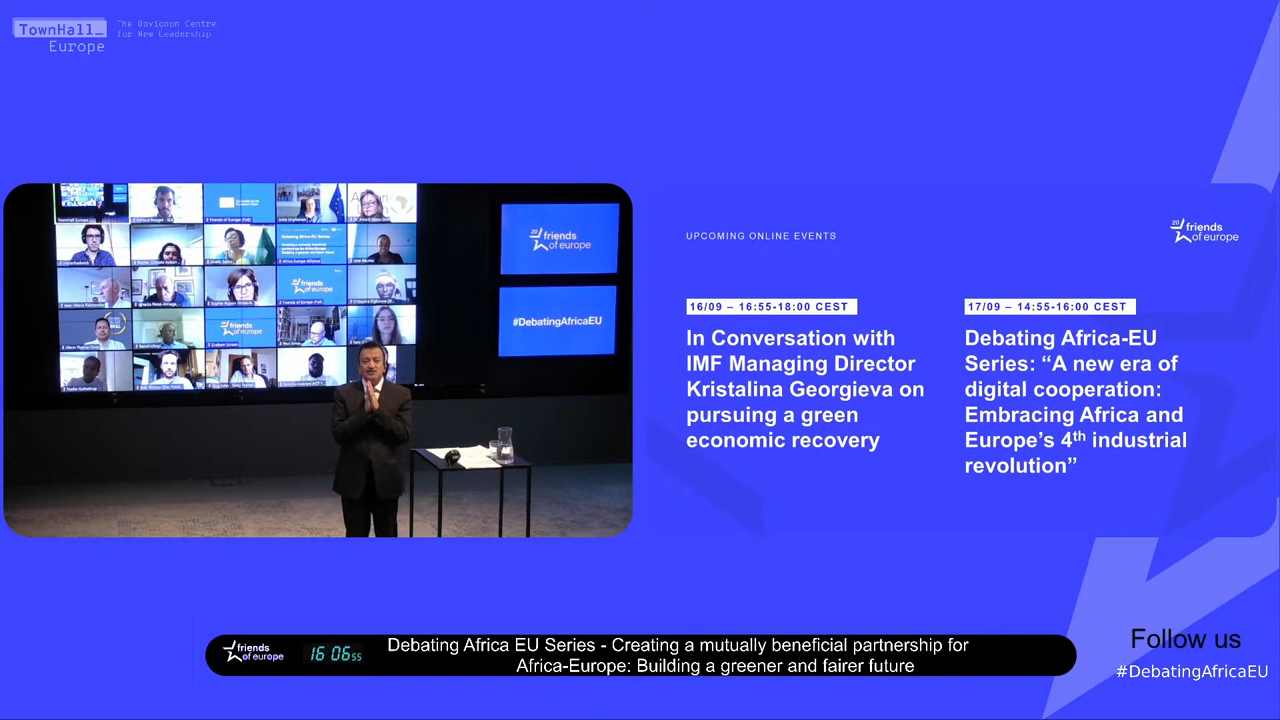 TownHall_
Europe
The Davignon Centre
for New Leadership
20
friends
of europe
#DebatingAfricaEU
UPCOMING ONLINE EVENTS
20
friends
of europe
16/09 – 16:55-18:00 CEST
In Conversation with
IMF Managing Director
Kristalina Georgieva on
pursuing a green
economic recovery
17/09 – 14:55-16:00 CEST
Debating Africa-EU
Series: “A new era of
digital cooperation:
Embracing Africa and
Europe’s 4th industrial
revolution”
friends
of europe
16 06 55
Debating Africa EU Series - Creating a mutually beneficial partnership for
Africa-Europe: Building a greener and fairer future
Follow us
#DebatingAfricaEU